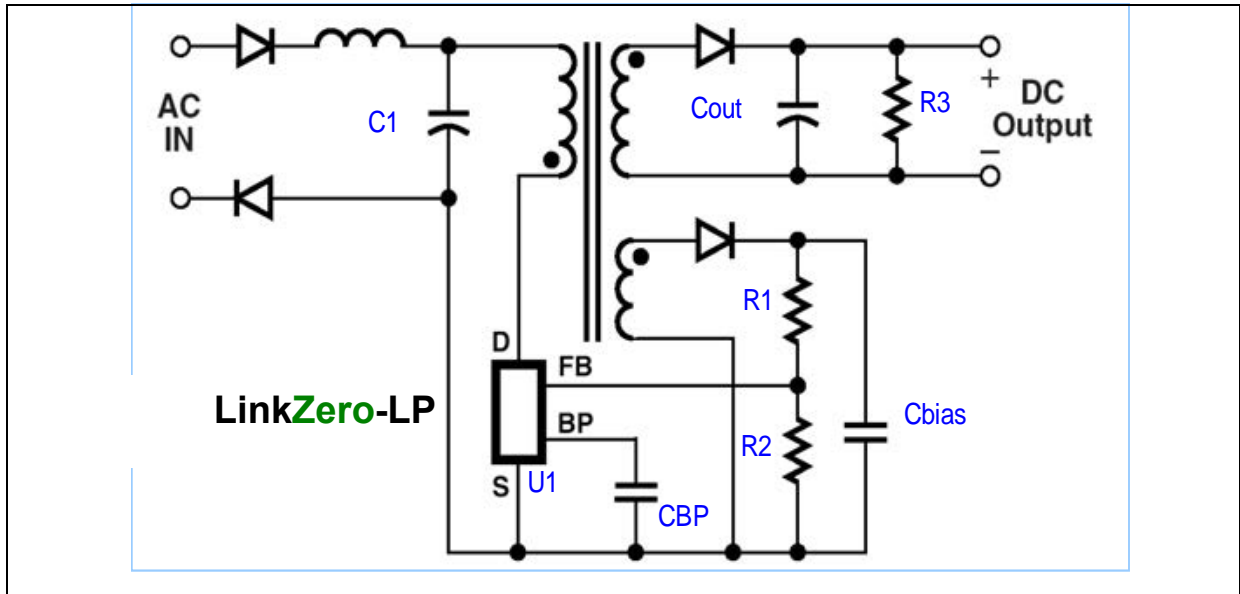 AC
IN
C1
Cout
R3
+
DC
Output
−
R1
D
FB
LinkZero-LP
BP
R2
Cbias
S
U1
CBP